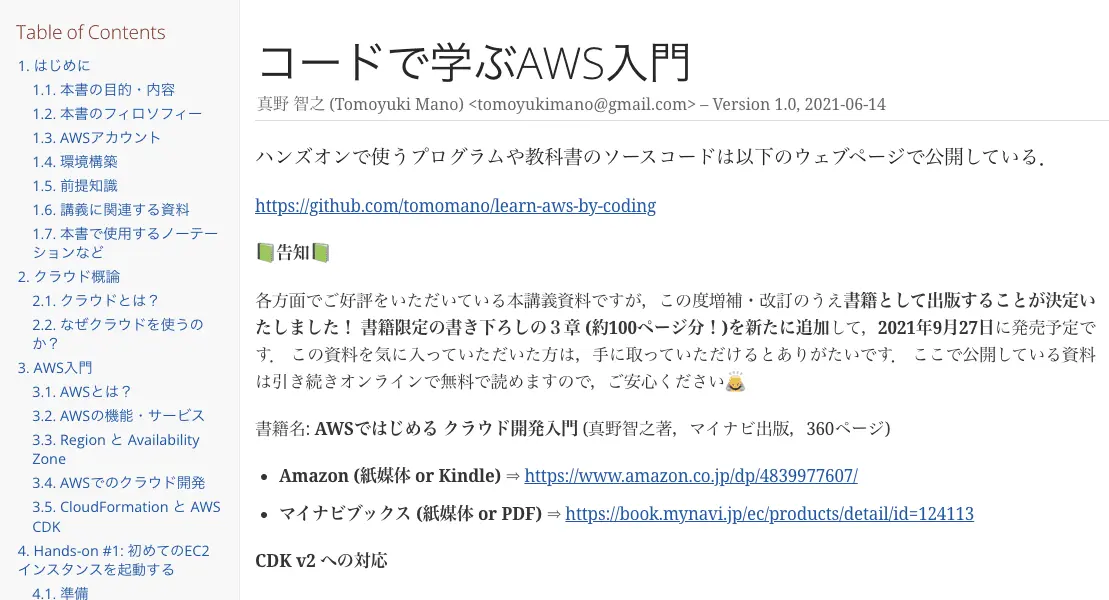 Table of Contents
1. はじめに
1.1. 本書の目的・内容
1.2. 本書のフィロソフィー
1.3. AWSアカウント
1.4. 環境構築
1.5. 前提知識
1.6. 講義に関連する資料
1.7. 本書で使用するノーテー
ションなど
2. クラウド概論
2.1. クラウドとは？
2.2. なぜクラウドを使うの
か？
3. AWS入門
3.1. AWSとは？
3.2. AWSの機能・サービス
3.3. Region と Availability
Zone
3.4. AWSでのクラウド開発
3.5. CloudFormation と AWS
CDK
4. Hands-on #1: 初めてのEC2
インスタンスを起動する
4.1. 準備
コードで学ぶAWS入門
真野 智之 (Tomoyuki Mano) <tomoyukimano@gmail.com> – Version 1.0, 2021-06-14
ハンズオンで使うプログラムや教科書のソースコードは以下のウェブページで公開している．
https://github.com/tomomano/learn-aws-by-coding
📗告知📗
各方面でご好評をいただいている本講義資料ですが，この度増補・改訂のうえ書籍として出版することが決定い
たしました！ 書籍限定の書き下ろしの３章 (約100ページ分！)を新たに追加して，2021年9月27日に発売予定で
す． この資料を気に入っていただいた方は，手に取っていただけるとありがたいです． ここで公開している資料
は引き続きオンラインで無料で読めますので，ご安心ください🙇
書籍名: AWSではじめる クラウド開発入門 (真野智之著，マイナビ出版，360ページ)
• Amazon (紙媒体 or Kindle) ⇒ https://www.amazon.co.jp/dp/4839977607/
• マイナビブックス (紙媒体 or PDF) ⇒ https://book.mynavi.jp/ec/products/detail/id=124113
CDK v2 への対応